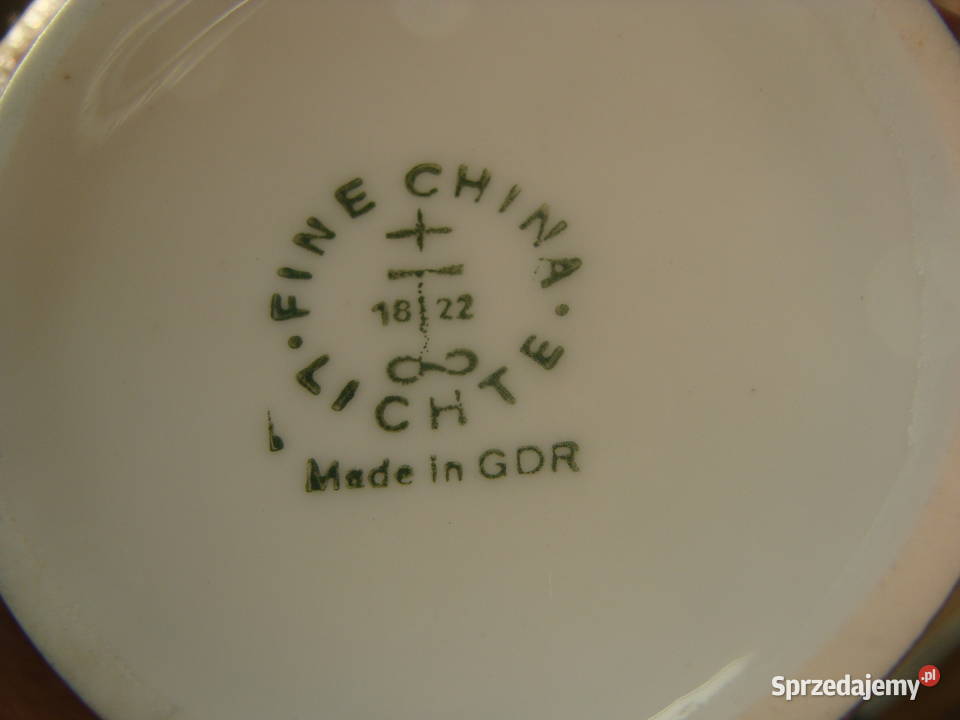 FINE CHINA
18 22
LICHTE
Made in GDR
Sprzedajemy.pl